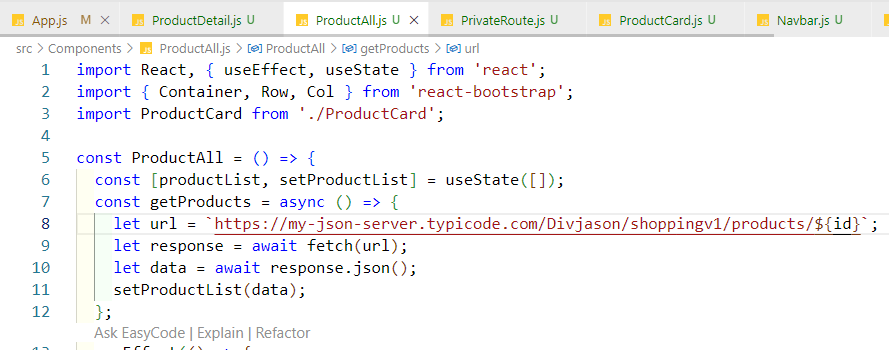 App.js M ProductDetail.js U ProductAll.js U PrivateRoute.js U ProductCard.js U Navbar.js U
src > Components > ProductAll.js > ProductAll > getProducts > url
1 import React, { useEffect, useState } from 'react';
2 import { Container, Row, Col } from 'react-bootstrap';
3 import ProductCard from './ProductCard';
4
5 const ProductAll = () => {
6 const [productList, setProductList] = useState([]);
7 const getProducts = async () => {
8 let url = `https://my-json-server.typicode.com/Divjason/shoppingv1/products/${id}`;
9 let response = await fetch(url);
10 let data = await response.json();
11 setProductList(data);
12 };
Ask EasyCode | Explain | Refactor